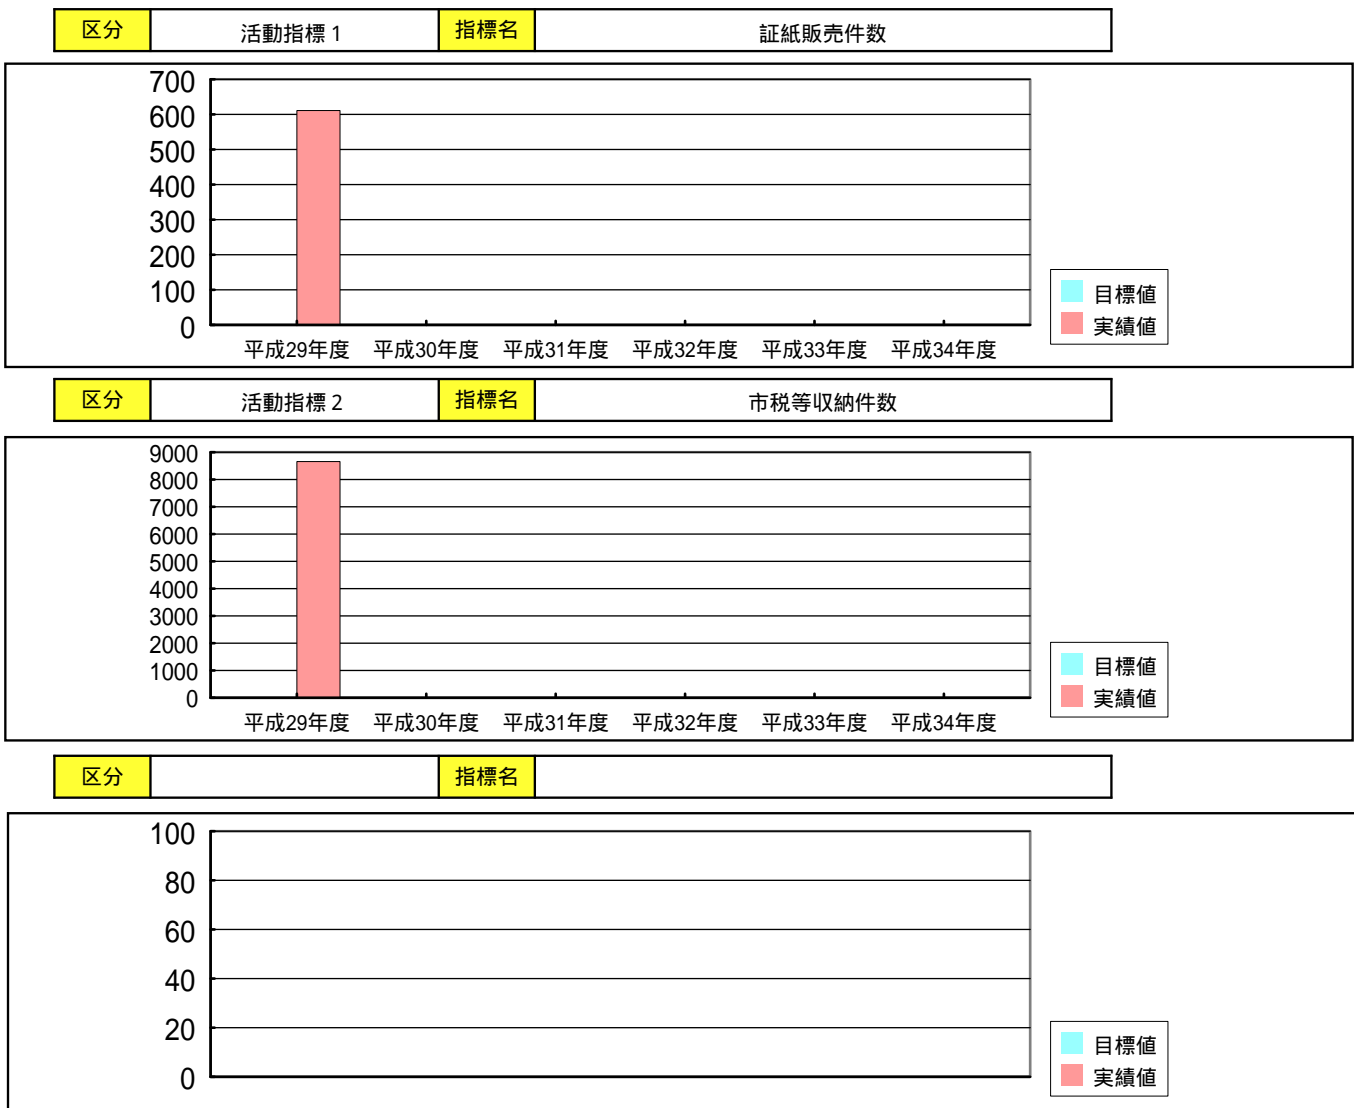 区分 活動指標1 指標名 証紙販売件数
700
600
500
400
300
200
100
0
平成29年度 平成30年度 平成31年度 平成32年度 平成33年度 平成34年度
目標値
実績値
区分 活動指標2 指標名 市税等収納件数
9000
8000
7000
6000
5000
4000
3000
2000
1000
0
平成29年度 平成30年度 平成31年度 平成32年度 平成33年度 平成34年度
目標値
実績値
区分 指標名
100
80
60
40
20
0
目標値
実績値